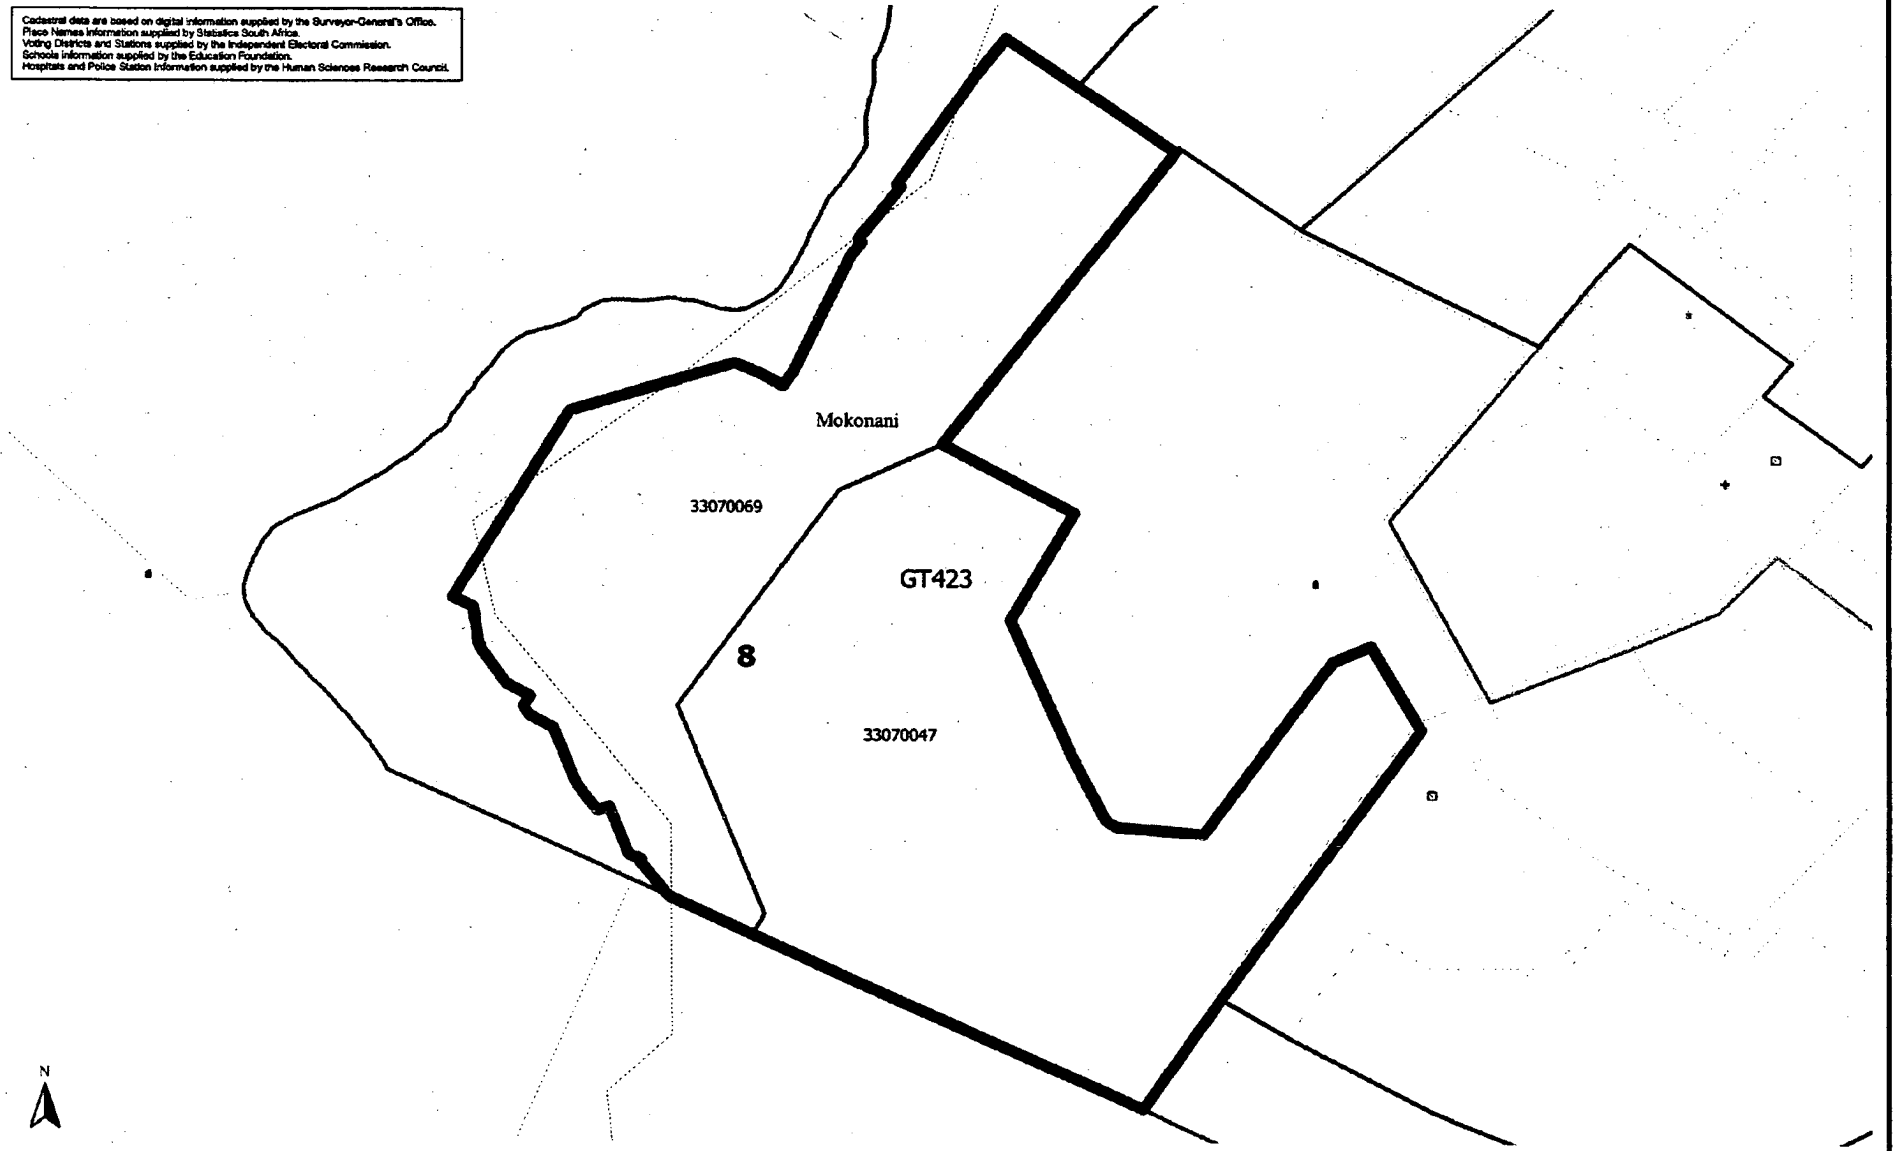 Cadastral data are based on digital information supplied by the Surveyor-General's Office.
Place Names information supplied by Statistics South Africa.
Voting Districts and Stations supplied by the Independent Electoral Commission.
Schools information supplied by the Education Foundation.
Hospitals and Police Station information supplied by the Human Sciences Research Council.
Mokonani
33070069
GT423
8
33070047
N